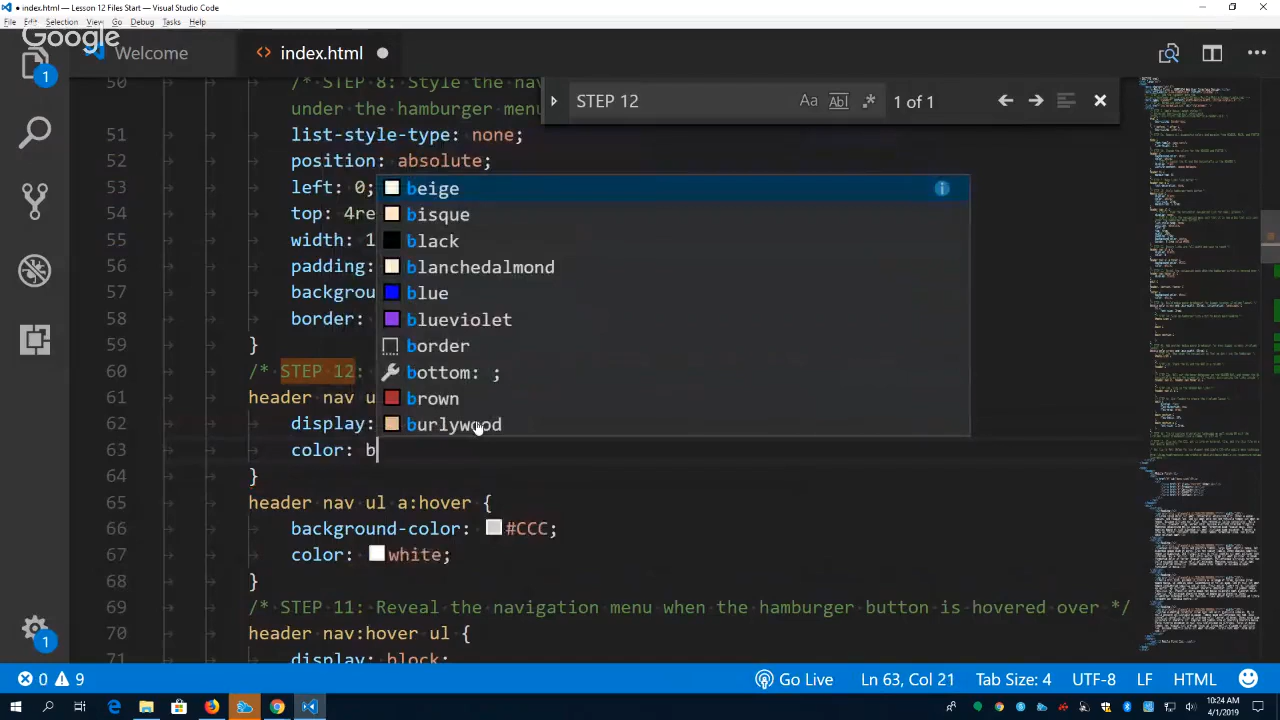 index.html — Lesson 12 Files Start — Visual Studio Code
File Edit Selection View Go Debug Tasks Help
Google
Welcome
index.html
STEP 12
Aa Abl .* 1 of 1
50 /* STEP 8: Style the nav
under the hamburger menu
51 list-style-type: none;
52 position: absolute;
53 left: 0;
54 top: 4re
55 width: 1
56 padding:
57 backgrou
58 border:
59 }
60 /* STEP 12:
61 header nav u
62 display:
63 color: b
beige
bisque
black
blanchedalmond
blue
blueviolet
border
bottom: ;
brown
burlywood
64 }
65 header nav ul a:hover {
66 background-color: #CCC;
67 color: white;
68 }
69 /* STEP 11: Reveal the navigation menu when the hamburger button is hovered over */
70 header nav:hover ul {
71 display: block;
1
1
0 9
Go Live Ln 63, Col 21 Tab Size: 4 UTF-8 LF HTML
10:24 AM
4/1/2019